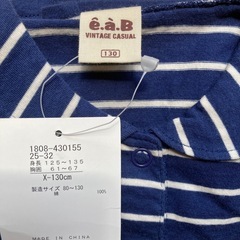 ê.à.B
VINTAGE CASUAL
130
1808-430155
25-32
身長 125~135
胸囲 61~67
X-130cm
製造サイズ 80~130
綿 100%
MADE IN CHINA